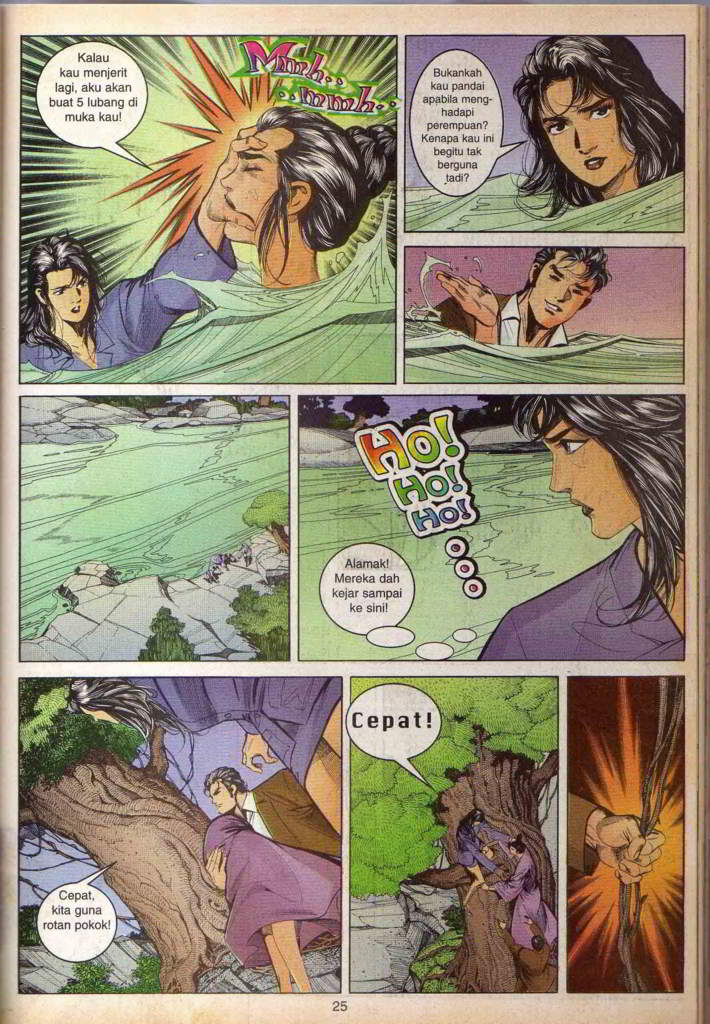 Kalau
kau menjerit
lagi, aku akan
buat 5 lubang di
muka kau!
Mmh..
..mmh..
Bukankah
kau pandai
apabila meng-
hadapi
perempuan?
Kenapa kau ini
begitu tak
berguna
tadi?
Ho!
Ho!
Ho!
Alamak!
Mereka dah
kejar sampai
ke sini!
Cepat,
kita guna
rotan pokok!
Cepat!
25